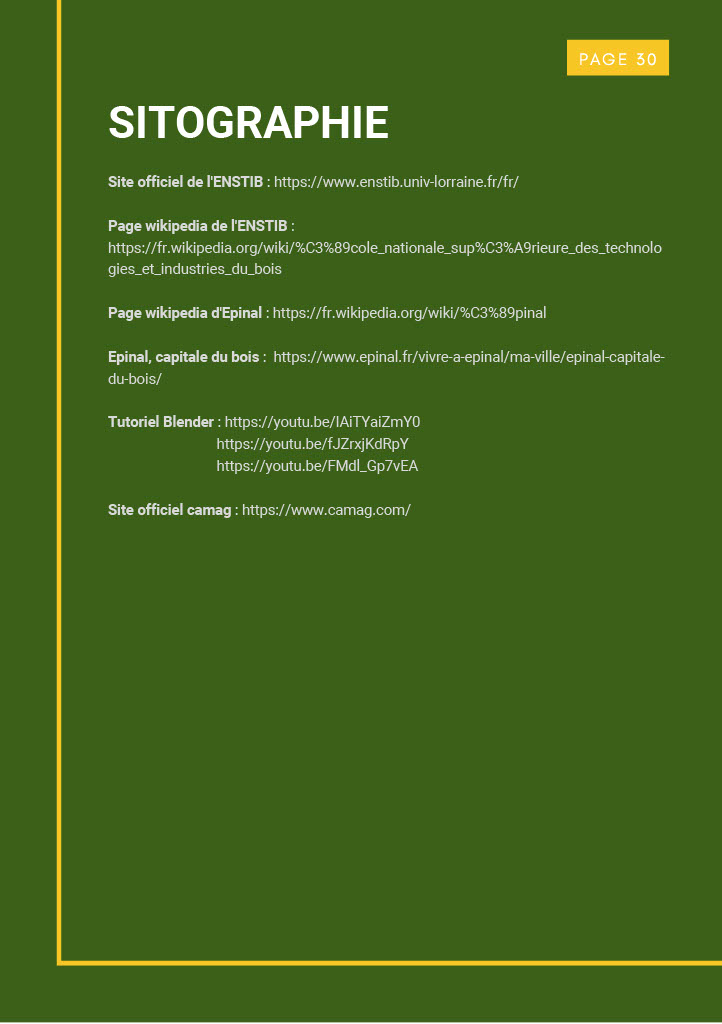 PAGE 30
SITOGRAPHIE
Site officiel de l'ENSTIB : https://www.enstib.univ-lorraine.fr/fr/
Page wikipedia de l'ENSTIB :
https://fr.wikipedia.org/wiki/%C3%89cole_nationale_sup%C3%A9rieure_des_technolo
gies_et_industries_du_bois
Page wikipedia d'Epinal : https://fr.wikipedia.org/wiki/%C3%89pinal
Epinal, capitale du bois :  https://www.epinal.fr/vivre-a-epinal/ma-ville/epinal-capitale-
du-bois/
Tutoriel Blender : https://youtu.be/IAiTYaiZmY0
https://youtu.be/fJZrxjKdRpY
https://youtu.be/FMdl_Gp7vEA
Site officiel camag : https://www.camag.com/